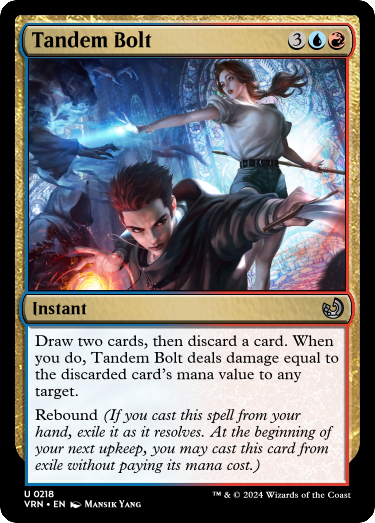 Tandem Bolt 3
Instant
Draw two cards, then discard a card. When
you do, Tandem Bolt deals damage equal to
the discarded card's mana value to any
target.
Rebound (If you cast this spell from your
hand, exile it as it resolves. At the beginning of
your next upkeep, you may cast this card from
exile without paying its mana cost.)
U 0218
VRN • EN Mansik Yang
™ & © 2024 Wizards of the Coast